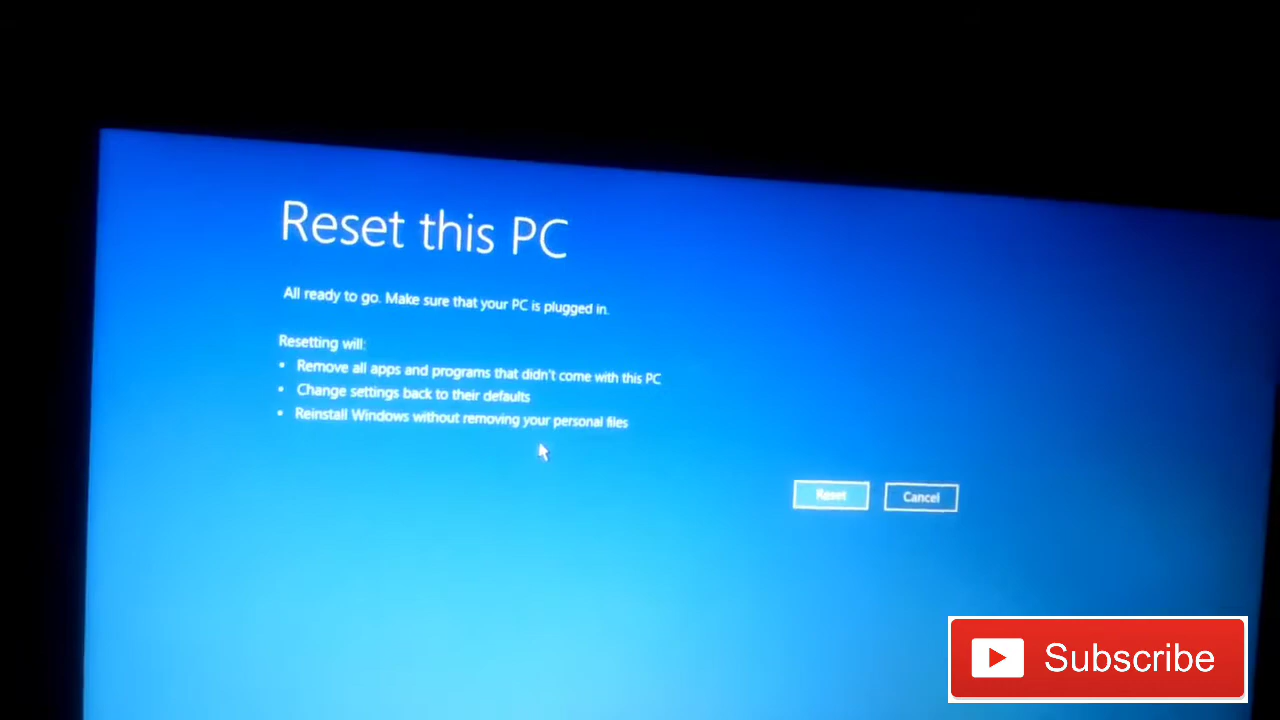 Reset this PC
All ready to go. Make sure that your PC is plugged in.
Resetting will:
• Remove all apps and programs that didn't come with this PC
• Change settings back to their defaults
• Reinstall Windows without removing your personal files
Reset Cancel
Subscribe